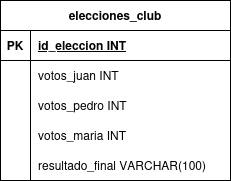 elecciones_club
PK id_eleccion INT
votos_juan INT
votos_pedro INT
votos_maria INT
resultado_final VARCHAR(100)